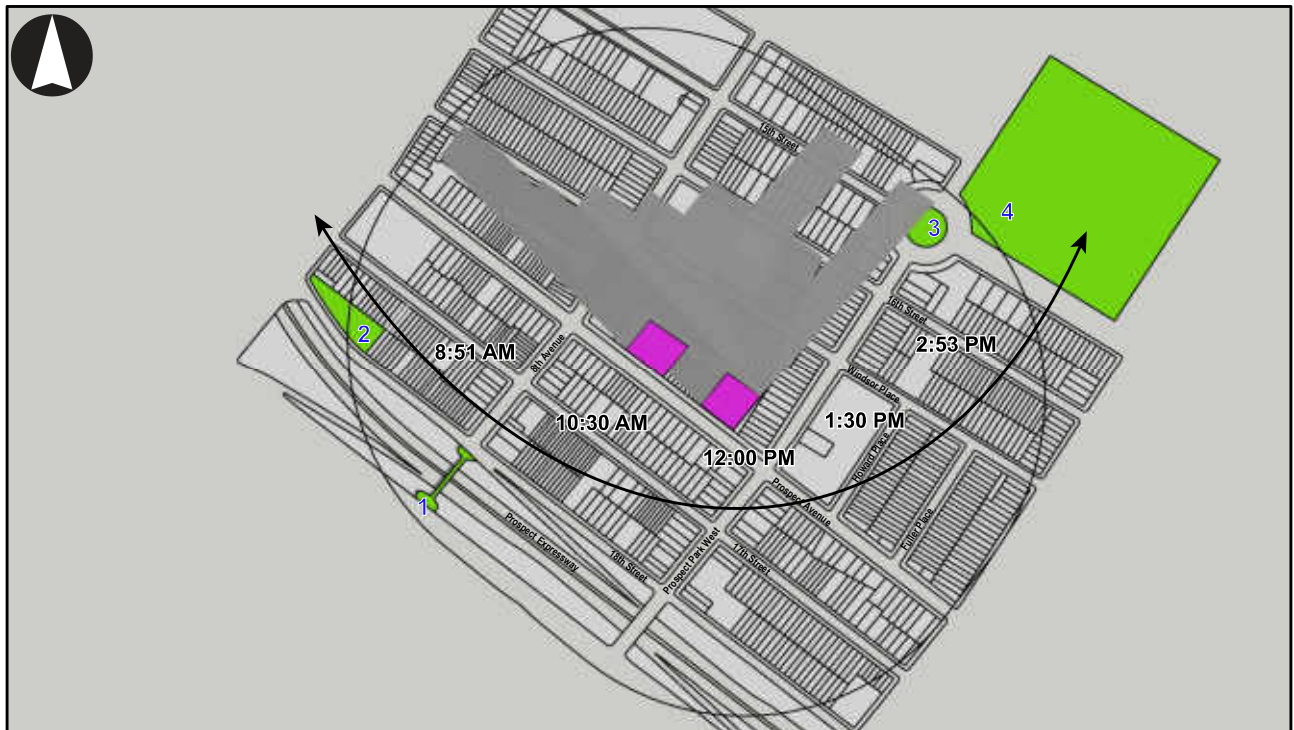 15th Street
4
3
16th Street
2:53 PM
2
8:51 AM
8th Avenue
Windsor Place
1:30 PM
10:30 AM
Howard Place
12:00 PM
Prospect Avenue
1
Prospect Expressway
Fuller Place
Prospect Park West
17th Street
18th Street